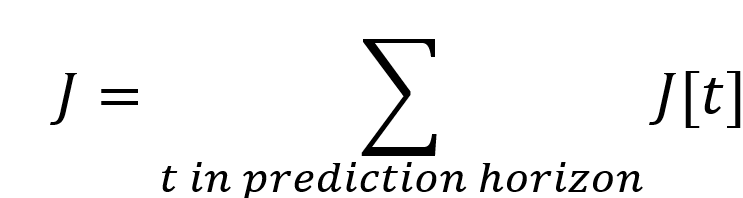 J = ∑ J[t]
t in prediction horizon